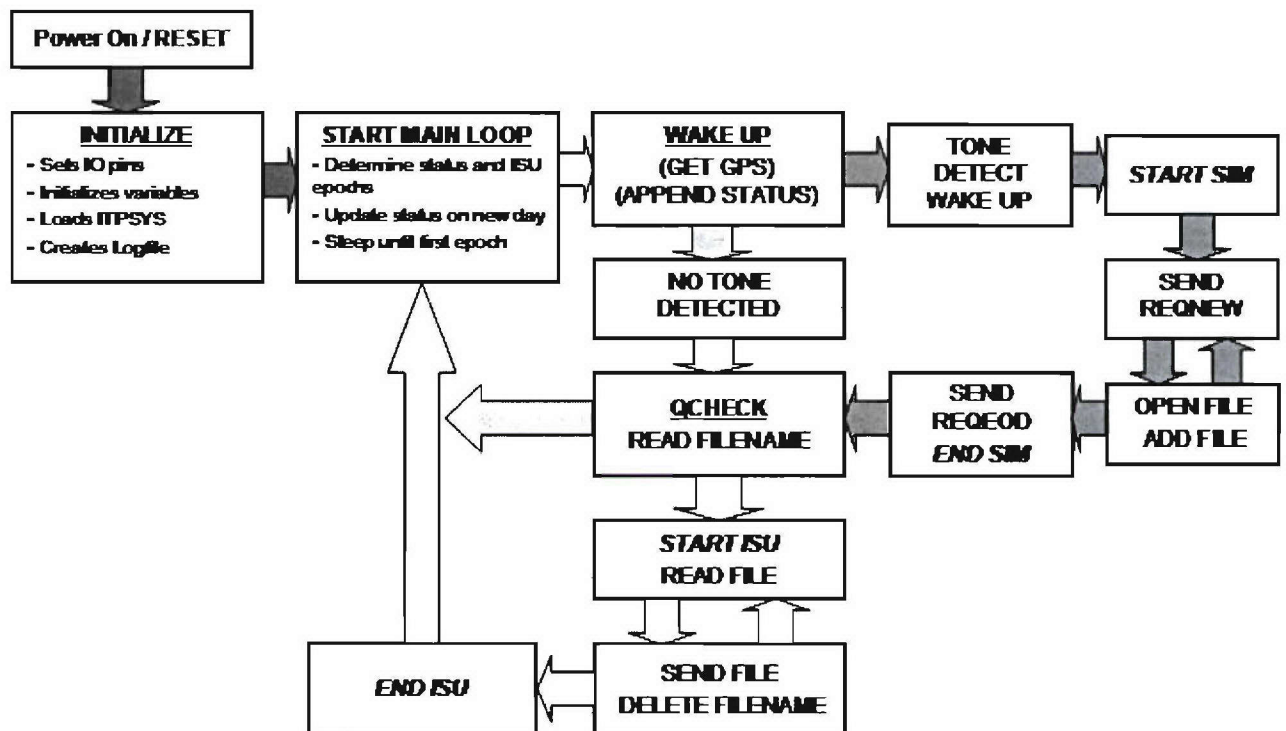 Power On / RESET
INITIALIZE
- Sets IO pins
- Initializes variables
- Loads ITPSYS
- Creates Logfile
START MAIN LOOP
- Determine status and ISU
epochs
- Update status on new day
- Sleep until first epoch
WAKE UP
(GET GPS)
(APPEND STATUS)
TONE
DETECT
WAKE UP
START SIM
NO TONE
DETECTED
SEND
REQNEW
QCHECK
READ FILENAME
SEND
REQEOD
END SIM
OPEN FILE
ADD FILE
START ISU
READ FILE
END ISU
SEND FILE
DELETE FILENAME